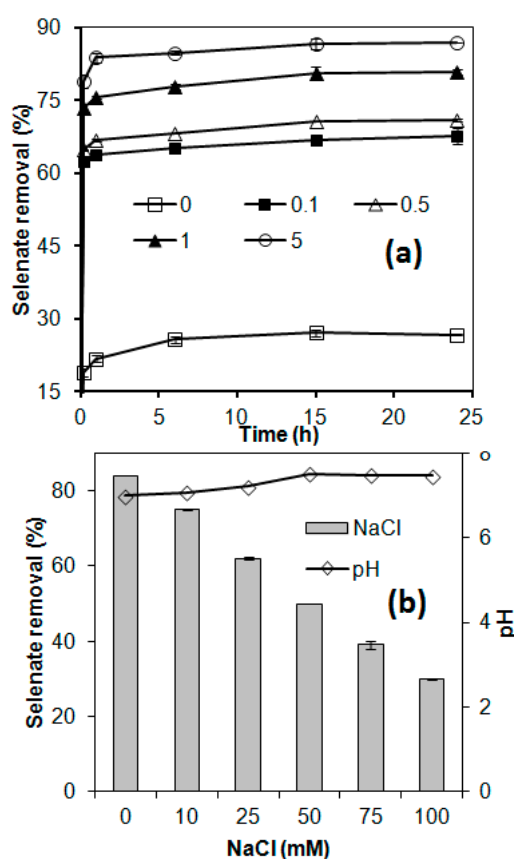 90
75
60
45
30
15
Selenate removal (%)
0 0.1 0.5
1 5
(a)
0 5 10 15 20 25
Time (h)
80
60
40
20
0
Selenate removal (%)
NaCl
pH
(b)
8
6
4
2
0
pH
0 10 25 50 75 100
NaCl (mM)